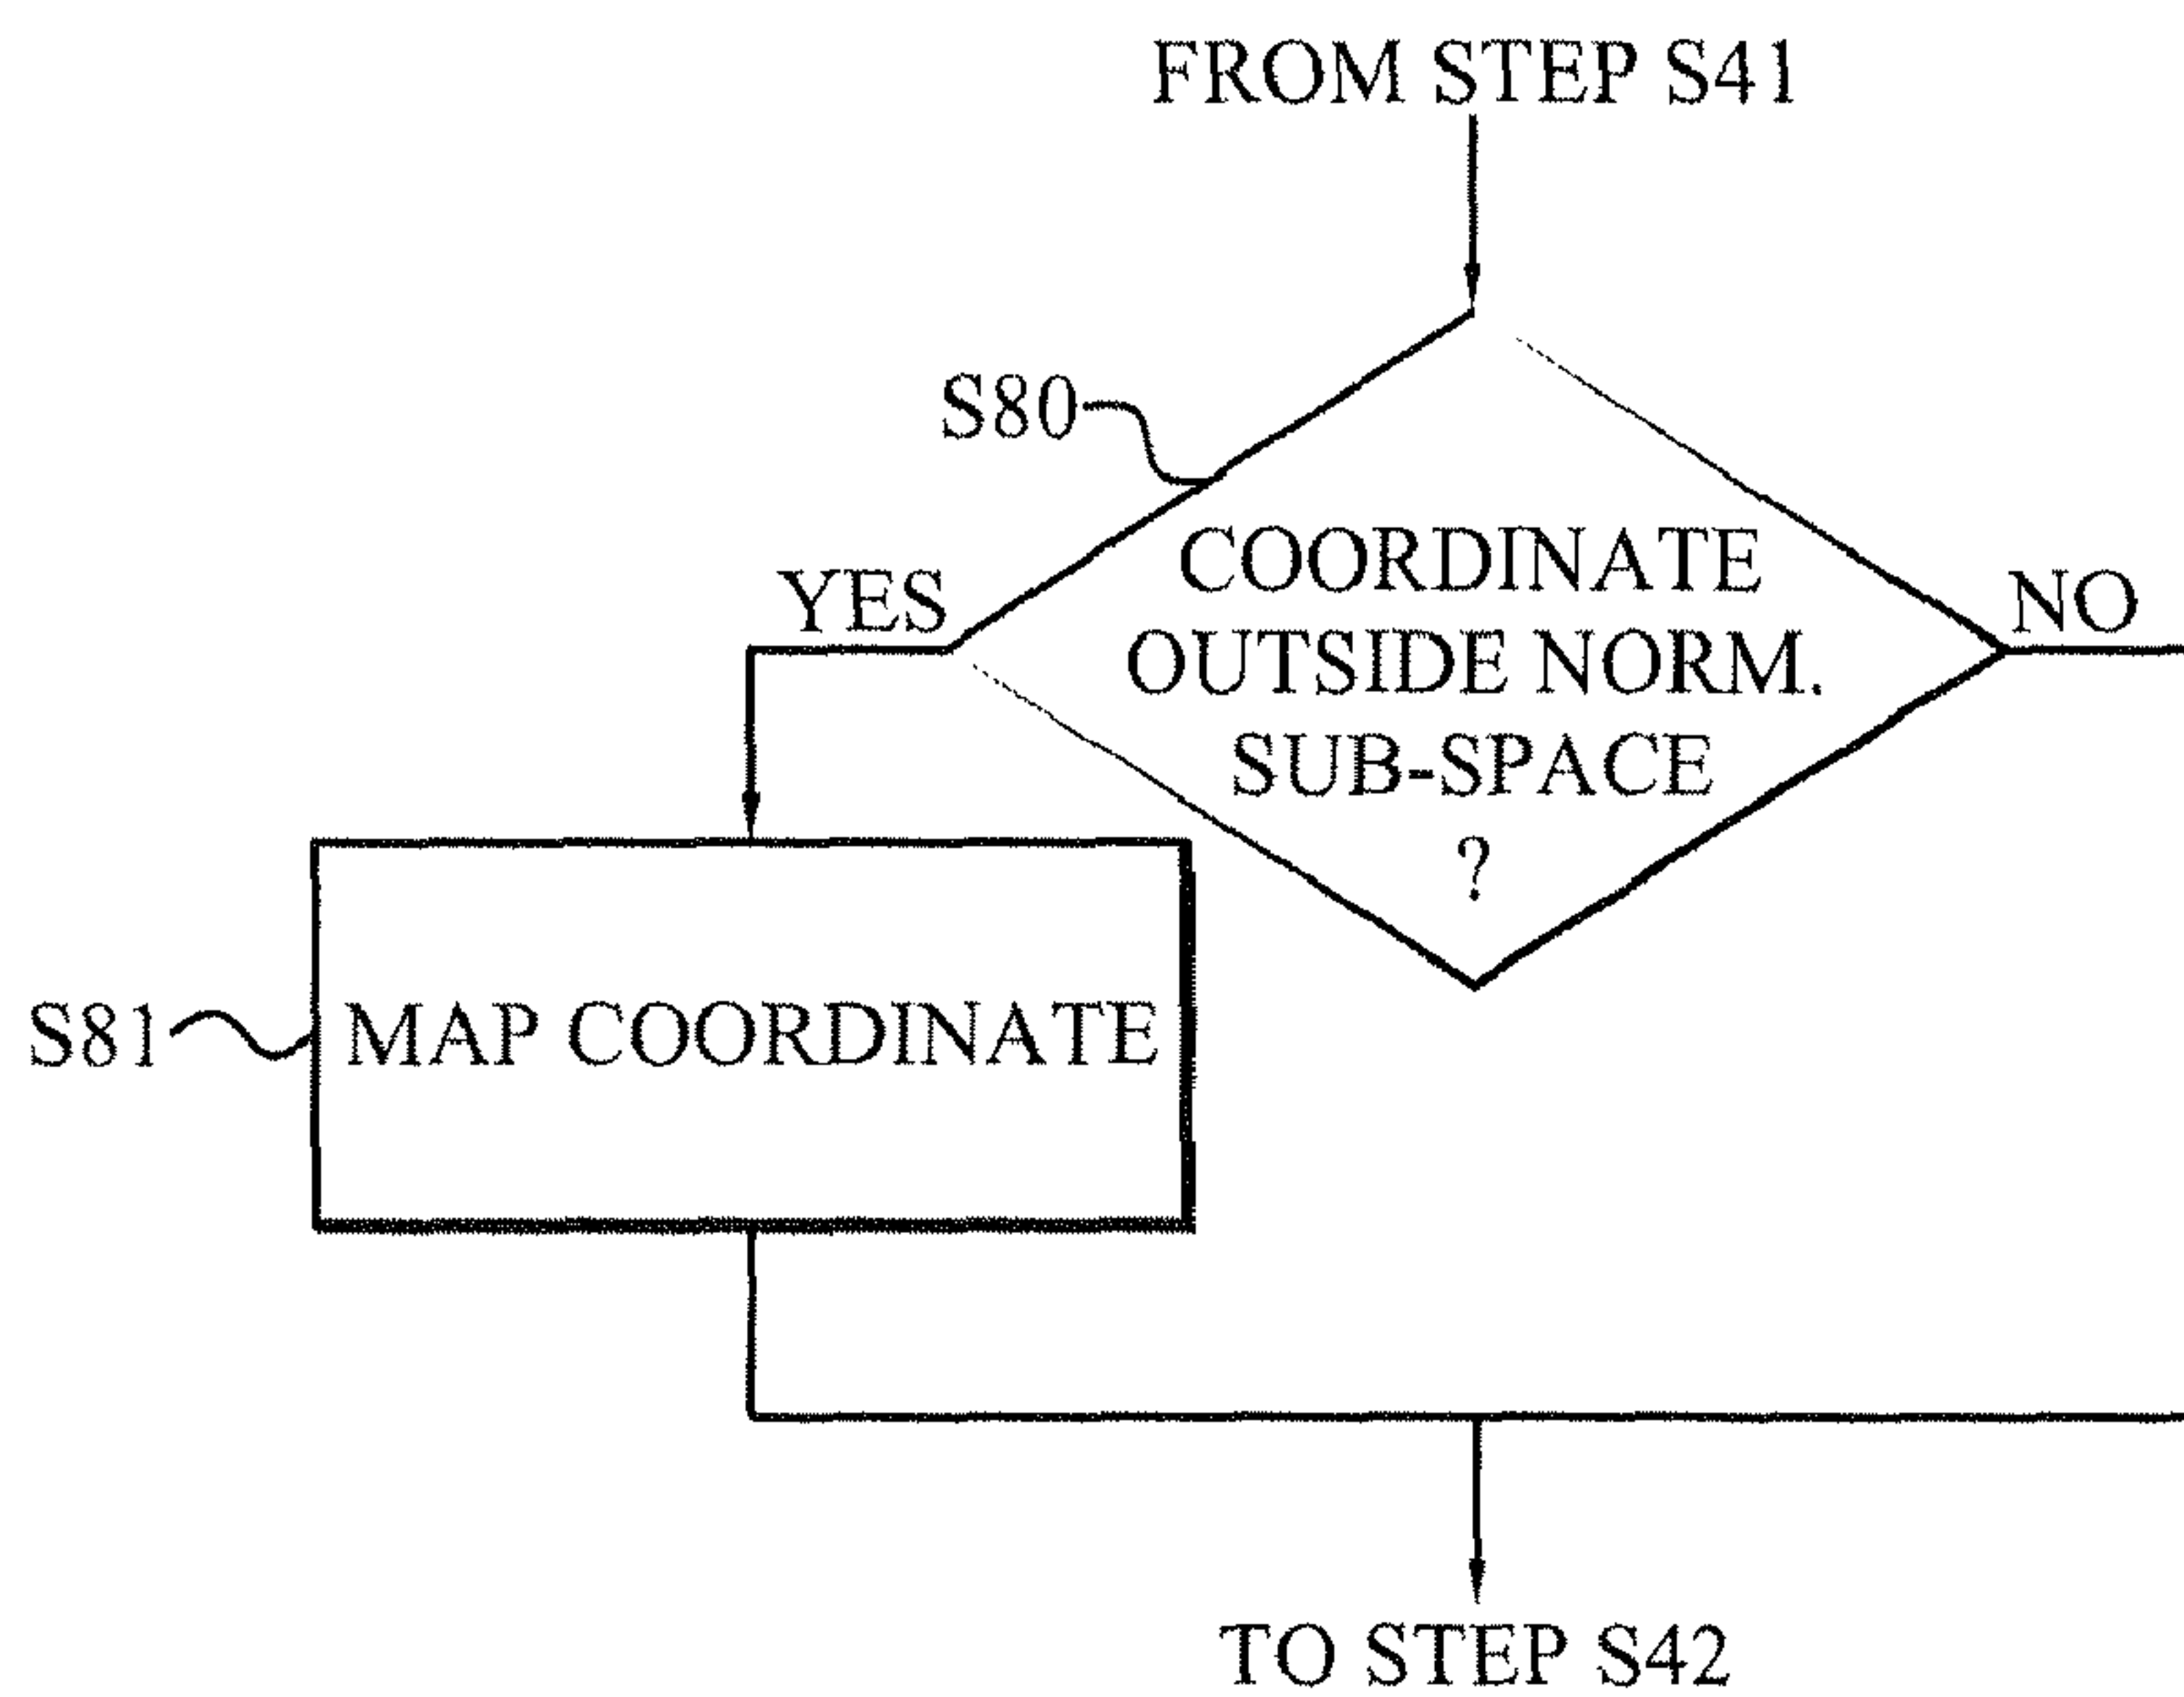 FROM STEP S41
S80
COORDINATE
OUTSIDE NORM.
SUB-SPACE
?
YES
NO
S81
MAP COORDINATE
TO STEP S42